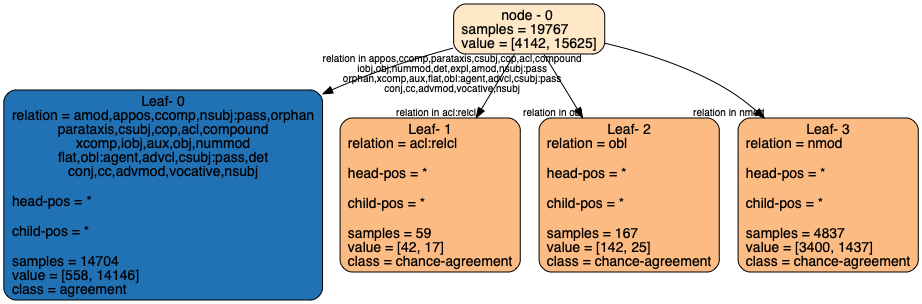 node - 0
samples = 19767
value = [4142, 15625]
relation in appos,ccomp,parataxis,csubj,cop,acl,compound
iobj,obj,nummod,det,expl,amod,nsubj:pass
orphan,xcomp,aux,flat,obl:agent,advcl,csubj:pass
conj,cc,advmod,vocative,nsubj
relation in acl:relcl
relation in obl
relation in nmod
Leaf- 0
relation = amod,appos,ccomp,nsubj:pass,orphan
parataxis,csubj,cop,acl,compound
xcomp,iobj,aux,obj,nummod
flat,obl:agent,advcl,csubj:pass,det
conj,cc,advmod,vocative,nsubj
head-pos = *
child-pos = *
samples = 14704
value = [558, 14146]
class = agreement
Leaf- 1
relation = acl:relcl
head-pos = *
child-pos = *
samples = 59
value = [42, 17]
class = chance-agreement
Leaf- 2
relation = obl
head-pos = *
child-pos = *
samples = 167
value = [142, 25]
class = chance-agreement
Leaf- 3
relation = nmod
head-pos = *
child-pos = *
samples = 4837
value = [3400, 1437]
class = chance-agreement